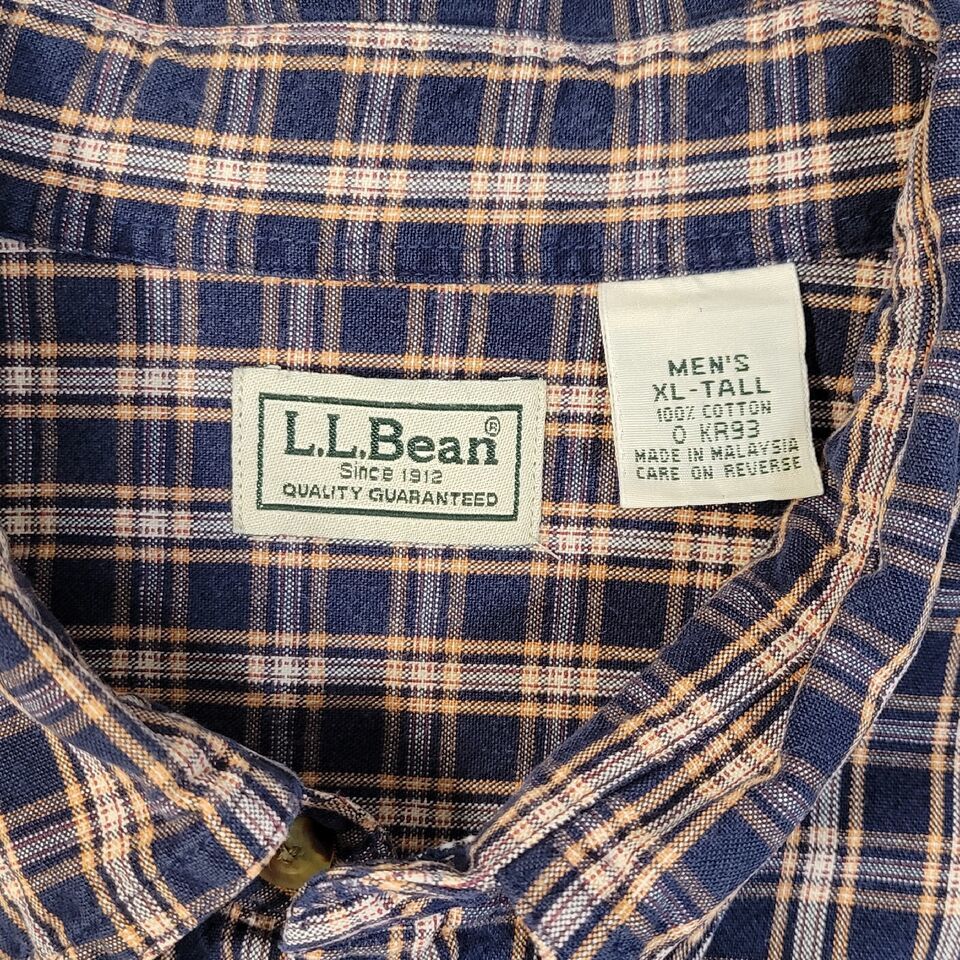 L.L.Bean®
Since 1912
QUALITY GUARANTEED
MEN'S
XL-TALL
100% COTTON
0 KR93
MADE IN MALAYSIA
CARE ON REVERSE